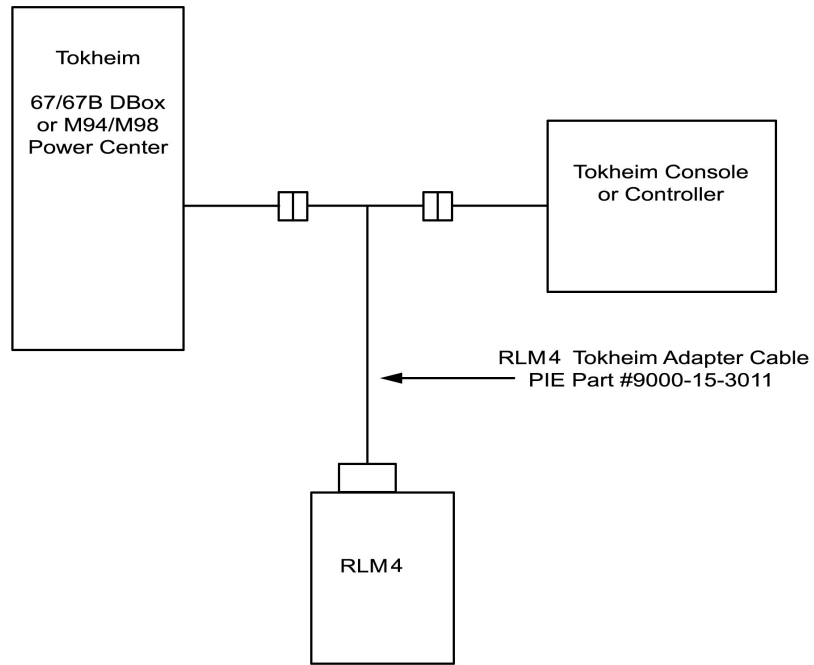 Tokheim
67/67B DBox
or M94/M98
Power Center
Tokheim Console
or Controller
RLM4 Tokheim Adapter Cable
PIE Part #9000-15-3011
RLM4